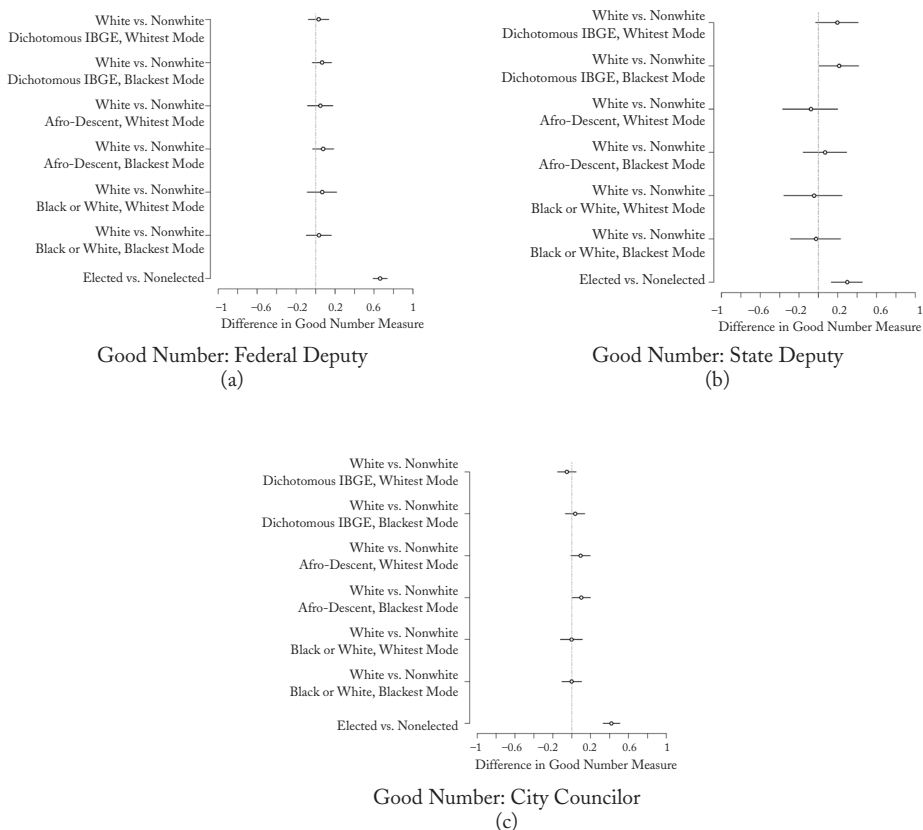 White vs. Nonwhite
Dichotomous IBGE, Whitest Mode
White vs. Nonwhite
Dichotomous IBGE, Blackest Mode
White vs. Nonwhite
Afro-Descent, Whitest Mode
White vs. Nonwhite
Afro-Descent, Blackest Mode
White vs. Nonwhite
Black or White, Whitest Mode
White vs. Nonwhite
Black or White, Blackest Mode
Elected vs. Nonelected
−1 −0.6 −0.2 0.2 0.6 1
Difference in Good Number Measure
Good Number: Federal Deputy
(a)
White vs. Nonwhite
Dichotomous IBGE, Whitest Mode
White vs. Nonwhite
Dichotomous IBGE, Blackest Mode
White vs. Nonwhite
Afro-Descent, Whitest Mode
White vs. Nonwhite
Afro-Descent, Blackest Mode
White vs. Nonwhite
Black or White, Whitest Mode
White vs. Nonwhite
Black or White, Blackest Mode
Elected vs. Nonelected
−1 −0.6 −0.2 0.2 0.6 1
Difference in Good Number Measure
Good Number: State Deputy
(b)
White vs. Nonwhite
Dichotomous IBGE, Whitest Mode
White vs. Nonwhite
Dichotomous IBGE, Blackest Mode
White vs. Nonwhite
Afro-Descent, Whitest Mode
White vs. Nonwhite
Afro-Descent, Blackest Mode
White vs. Nonwhite
Black or White, Whitest Mode
White vs. Nonwhite
Black or White, Blackest Mode
Elected vs. Nonelected
−1 −0.6 −0.2 0.2 0.6 1
Difference in Good Number Measure
Good Number: City Councilor
(c)